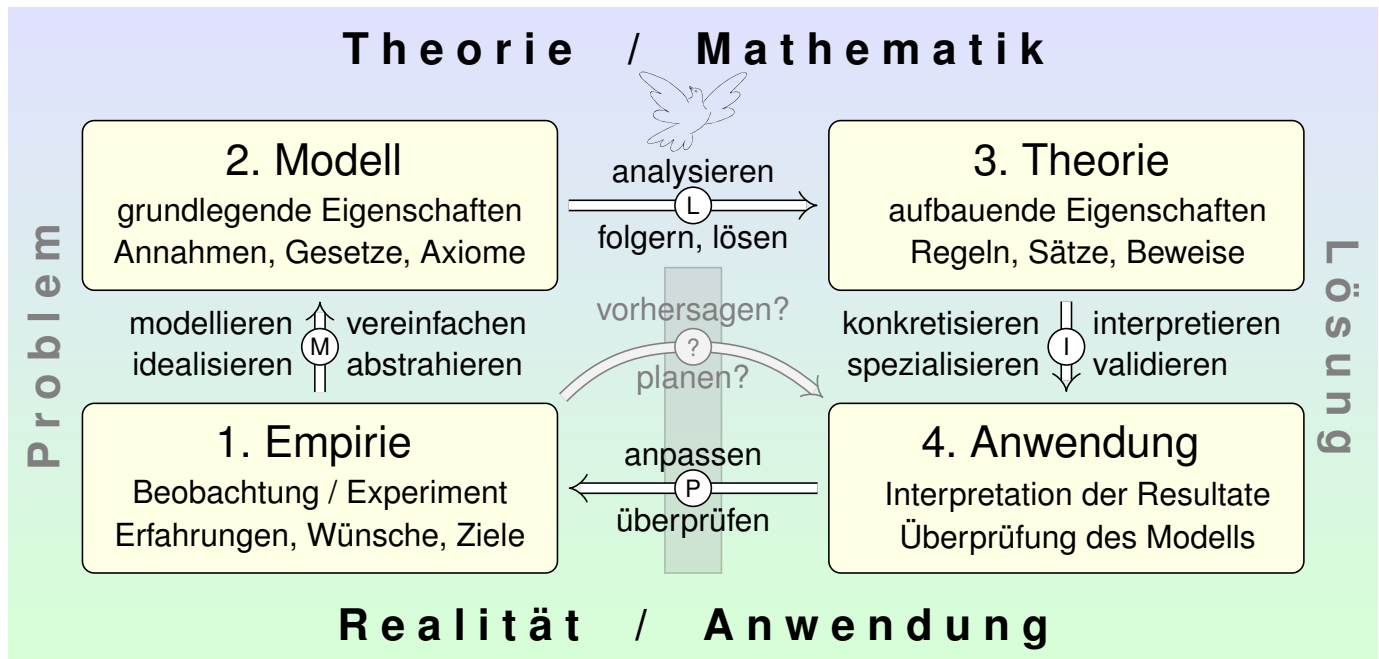 Theorie / Mathematik
2. Modell
grundlegende Eigenschaften
Annahmen, Gesetze, Axiome
analysieren
L
folgern, lösen
3. Theorie
aufbauende Eigenschaften
Regeln, Sätze, Beweise
Problem
Lösung
modellieren
idealisieren
M
vereinfachen
abstrahieren
vorhersagen?
?
planen?
konkretisieren
spezialisieren
I
interpretieren
validieren
1. Empirie
Beobachtung / Experiment
Erfahrungen, Wünsche, Ziele
anpassen
P
überprüfen
4. Anwendung
Interpretation der Resultate
Überprüfung des Modells
Realität / Anwendung